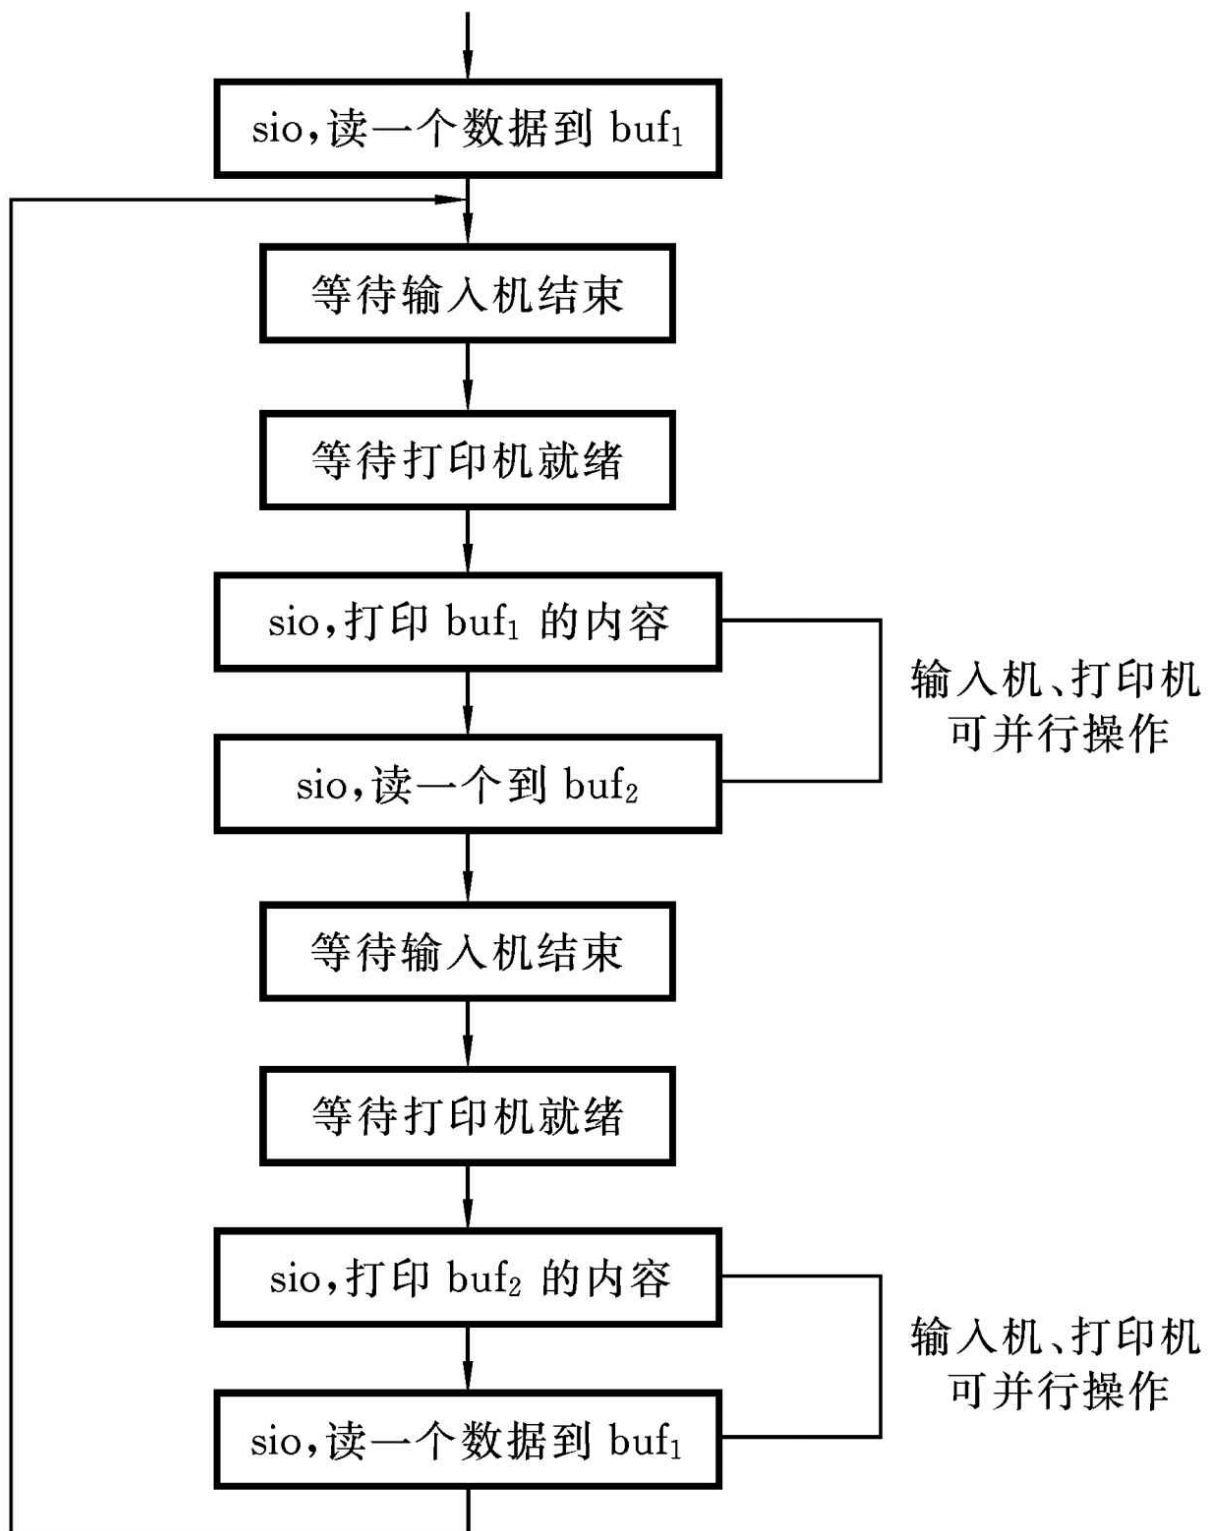 sio,读一个数据到 buf₁
等待输入机结束
等待打印机就绪
sio,打印 buf₁ 的内容
输入机、打印机
可并行操作
sio,读一个到 buf₂
等待输入机结束
等待打印机就绪
sio,打印 buf₂ 的内容
输入机、打印机
可并行操作
sio,读一个数据到 buf₁